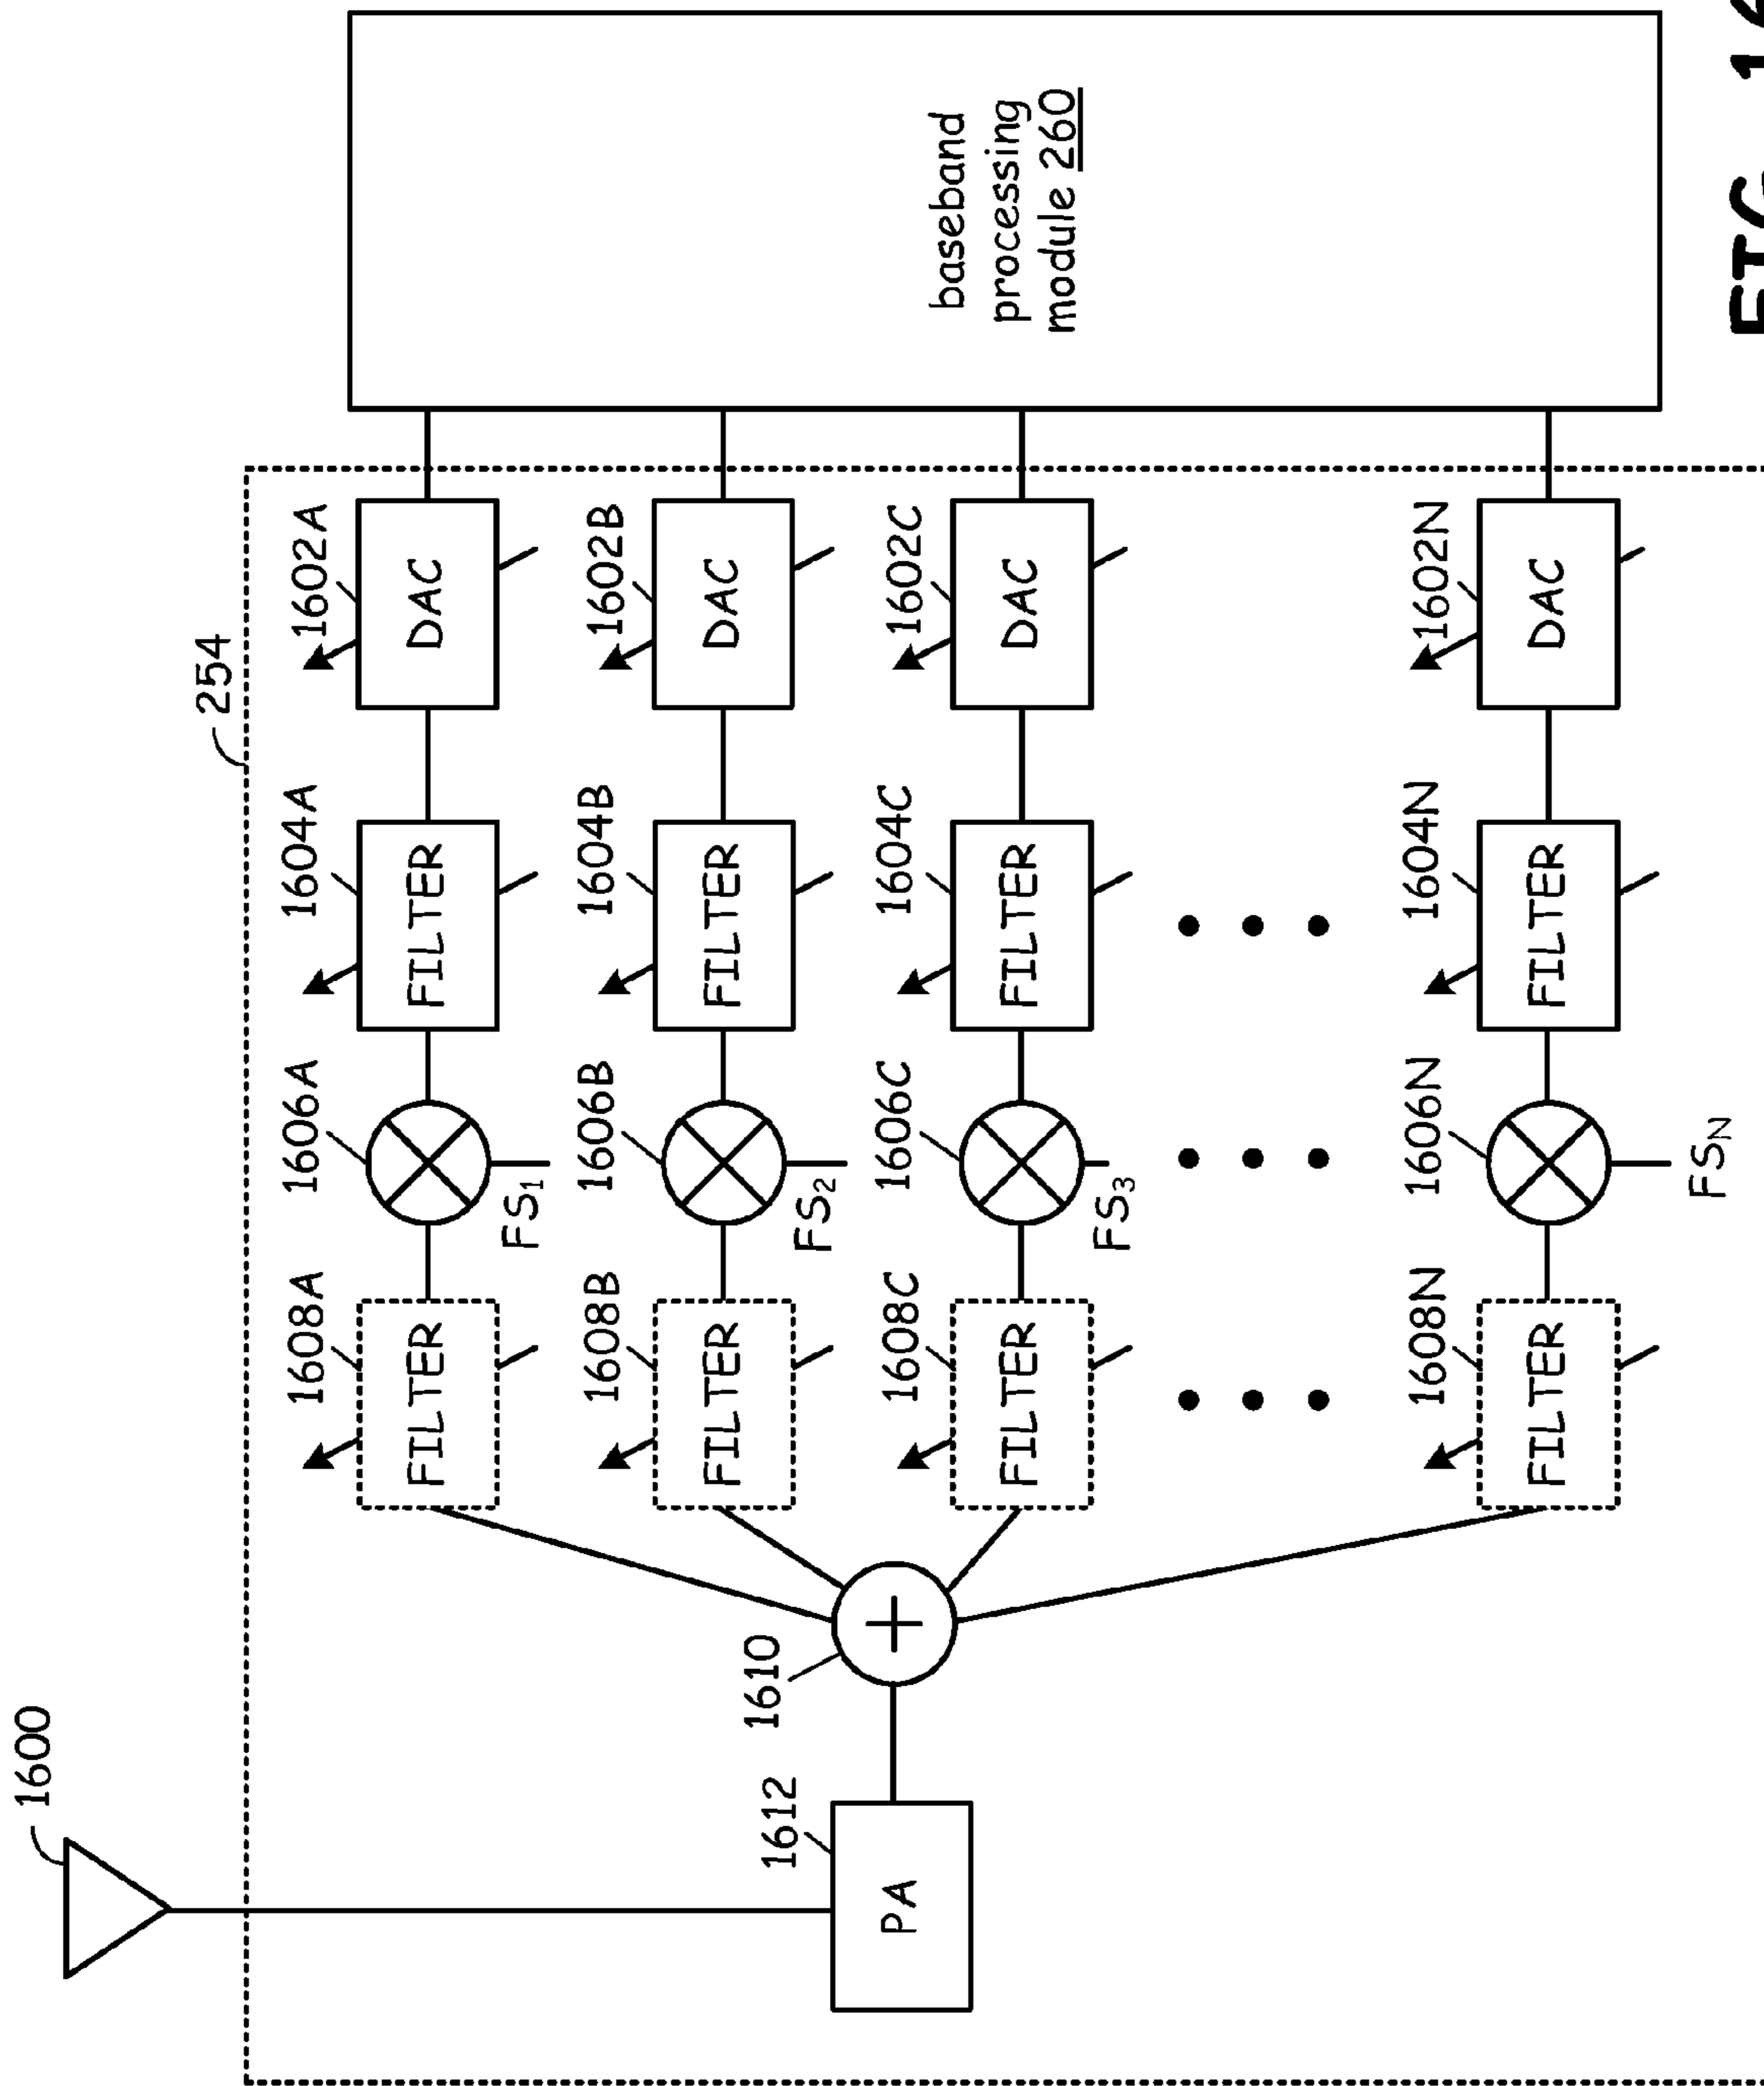 1600
254
1608A
1606A
1604A
1602A
FILTER
FILTER
DAC
FS1
1608B
1606B
1604B
1602B
FILTER
FILTER
DAC
FS2
1612
1610
PA
1608C
1606C
1604C
1602C
FILTER
FILTER
DAC
FS3
baseband
processing
module 260
1608N
1606N
1604N
1602N
FILTER
FILTER
DAC
FSN